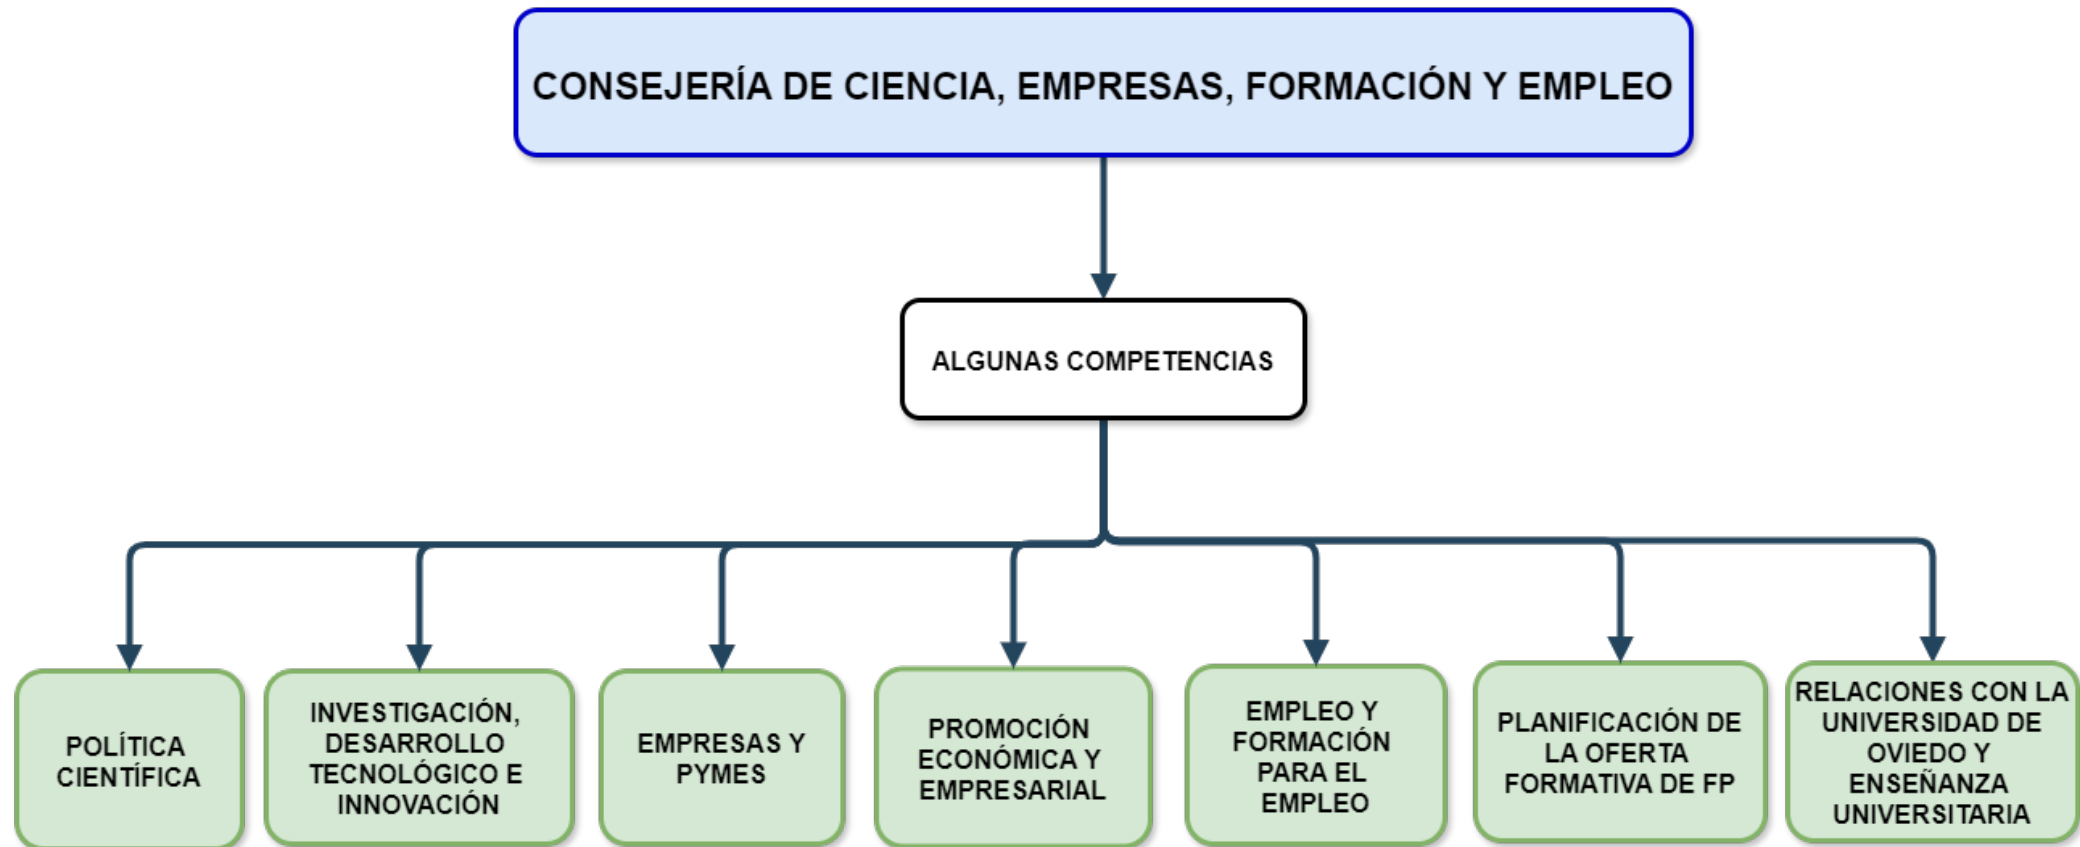 CONSEJERÍA DE CIENCIA, EMPRESAS, FORMACIÓN Y EMPLEO
ALGUNAS COMPETENCIAS
POLÍTICA
CIENTÍFICA
INVESTIGACIÓN,
DESARROLLO
TECNOLÓGICO E
INNOVACIÓN
EMPRESAS Y
PYMES
PROMOCIÓN
ECONÓMICA Y
EMPRESARIAL
EMPLEO Y
FORMACIÓN
PARA EL
EMPLEO
PLANIFICACIÓN DE
LA OFERTA
FORMATIVA DE FP
RELACIONES CON LA
UNIVERSIDAD DE
OVIEDO Y
ENSEÑANZA
UNIVERSITARIA